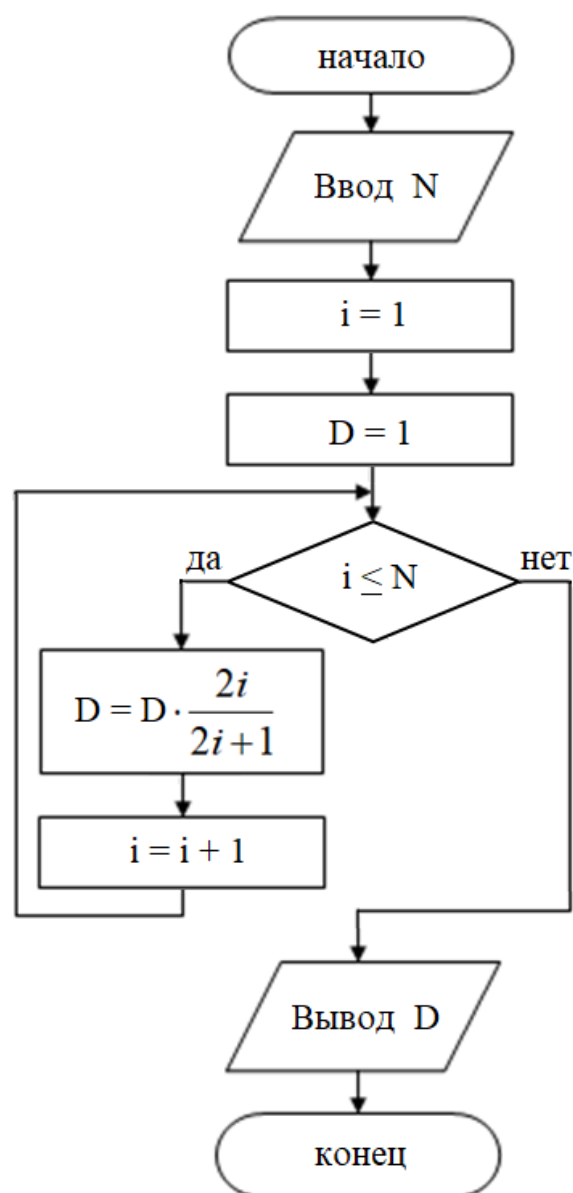 начало
Ввод N
i = 1
D = 1
да
i ≤ N
нет
D = D · 2i / 2i + 1
i = i + 1
Вывод D
конец